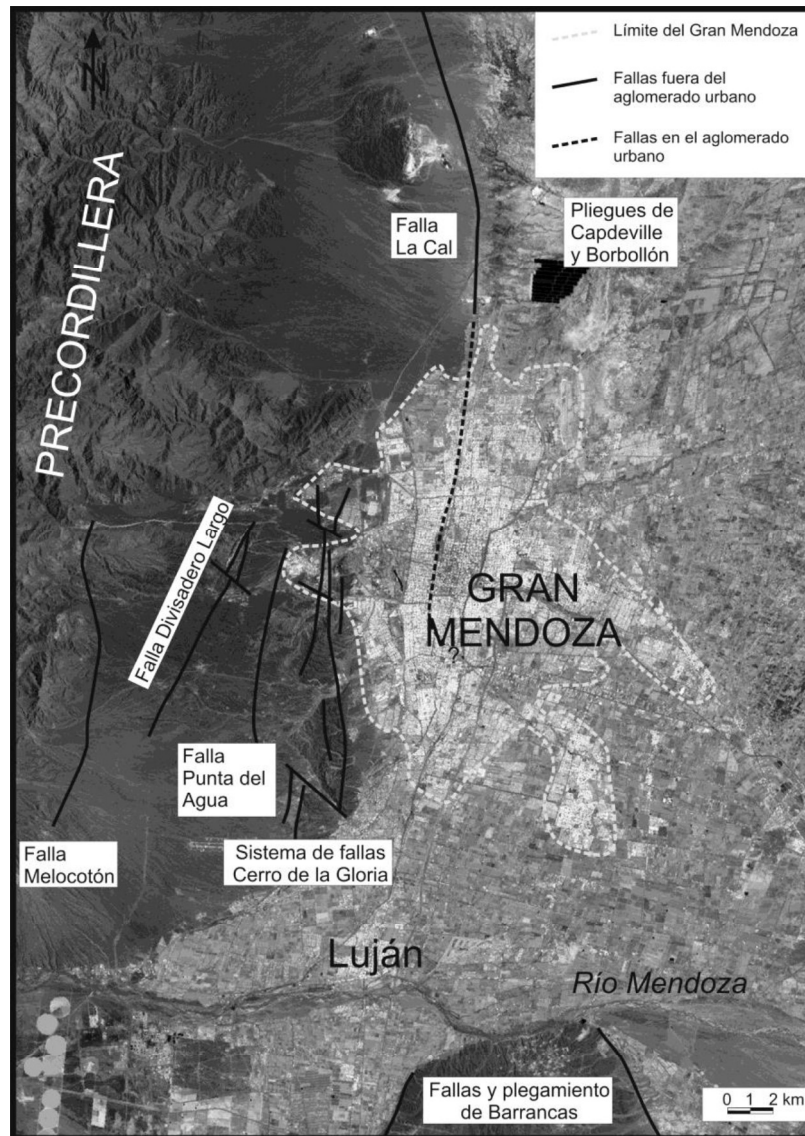 N
Límite del Gran Mendoza
Fallas fuera del
aglomerado urbano
Fallas en el aglomerado
urbano
PRECORDILLERA
Falla
La Cal
Pliegues de
Capdeville
y Borbollón
Falla Divisadero Largo
GRAN
MENDOZA
?
Falla
Punta del
Agua
Falla
Melocotón
Sistema de fallas
Cerro de la Gloria
Luján
Río Mendoza
Fallas y plegamiento
de Barrancas
0 1 2 km